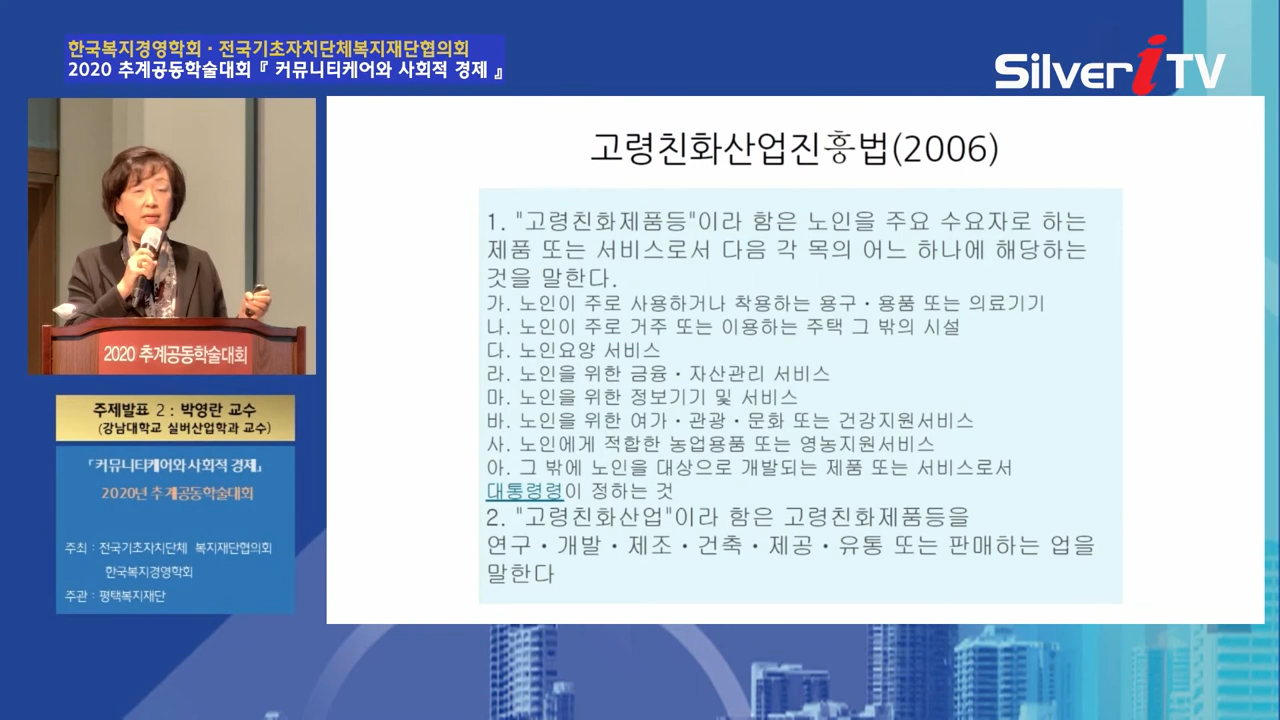 한국복지경영학회 · 전국기초자치단체복지재단협의회
2020 추계공동학술대회 『 커뮤니티케어와 사회적 경제 』
SilveriTV
고령친화산업진흥법(2006)
1. "고령친화제품등"이라 함은 노인을 주요 수요자로 하는
제품 또는 서비스로서 다음 각 목의 어느 하나에 해당하는
것을 말한다.
가. 노인이 주로 사용하거나 착용하는 용구·용품 또는 의료기기
나. 노인이 주로 거주 또는 이용하는 주택 그 밖의 시설
다. 노인요양 서비스
라. 노인을 위한 금융·자산관리 서비스
마. 노인을 위한 정보기기 및 서비스
바. 노인을 위한 여가·관광·문화 또는 건강지원서비스
사. 노인에게 적합한 농업용품 또는 영농지원서비스
아. 그 밖에 노인을 대상으로 개발되는 제품 또는 서비스로서
대통령령이 정하는 것
2. "고령친화산업"이라 함은 고령친화제품등을
연구·개발·제조·건축·제공·유통 또는 판매하는 업을
말한다
2020 추계공동학술대회
주제발표 2 : 박영란 교수
(강남대학교 실버산업학과 교수)
『커뮤니티케어와 사회적 경제』
2020년 추계공동학술대회
주최 : 전국기초자치단체 복지재단협의회
한국복지경영학회
주관 : 평택복지재단